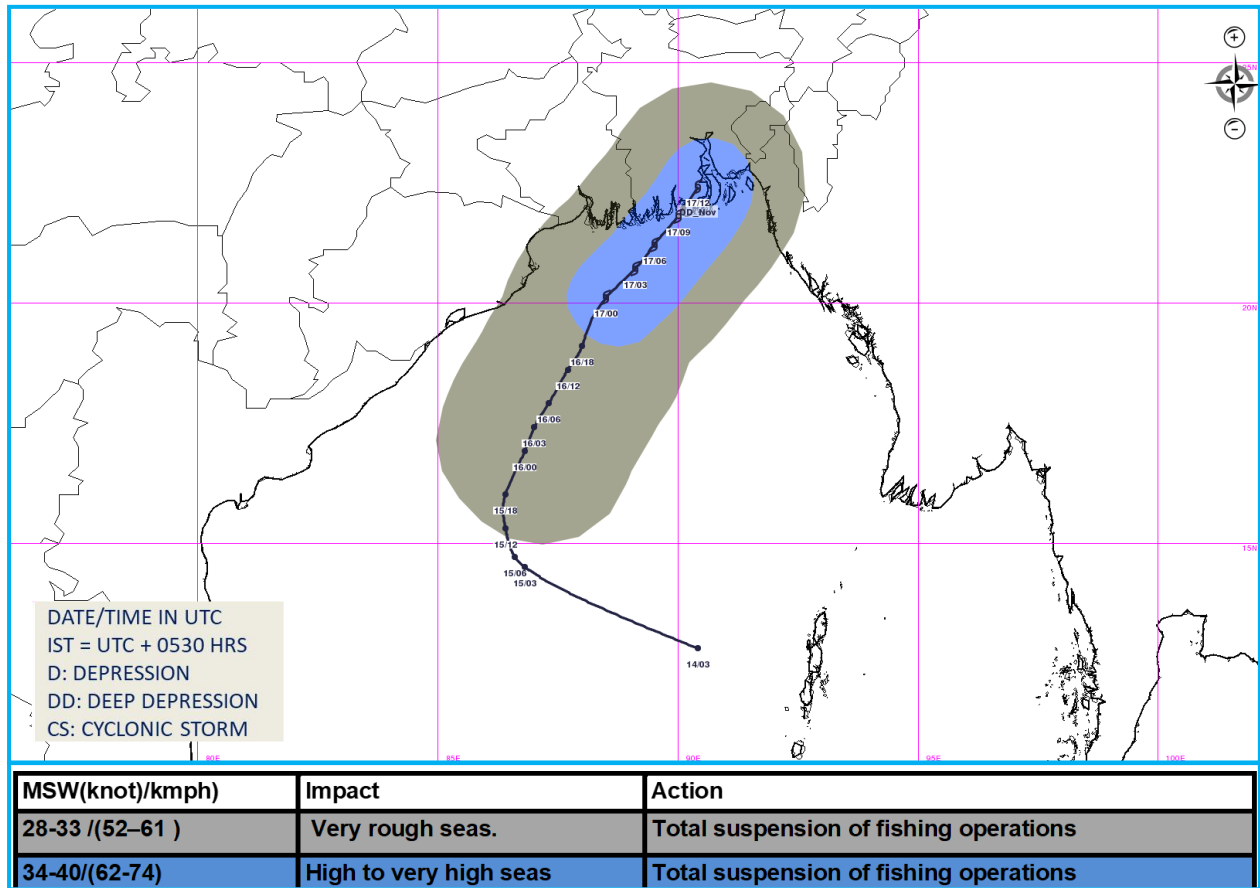 25N
317/12
DD_Nov
17/09
17/06
17/03
20N
17/00
16/18
16/12
16/06
16/03
16/00
15/18
15N
15/12
15/06
15/03
14/03
DATE/TIME IN UTC
IST = UTC + 0530 HRS
D: DEPRESSION
DD: DEEP DEPRESSION
CS: CYCLONIC STORM
80E 85E 90E 95E 100E
MSW(knot)/kmph) Impact Action
28-33 /(52–61 ) Very rough seas. Total suspension of fishing operations
34-40/(62-74) High to very high seas Total suspension of fishing operations